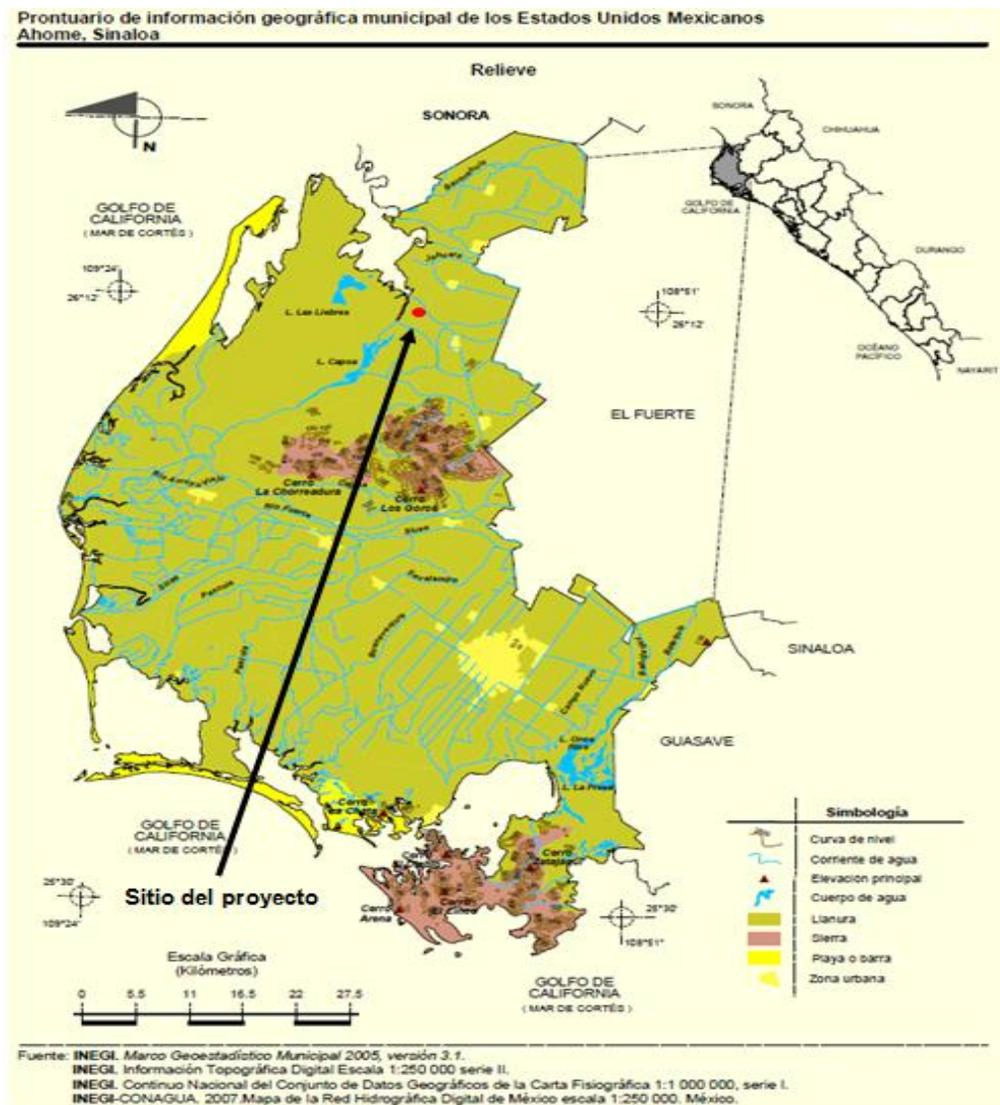 Prontuario de información geográfica municipal de los Estados Unidos Mexicanos
Ahome, Sinaloa
Relieve
N
SONORA
SONORA
CHIHUAHUA
GOLFO DE
CALIFORNIA
DURANGO
OCÉANO
PACÍFICO
NAYARIT
GOLFO DE
CALIFORNIA
( MAR DE CORTÉS )
109°24'
26°12'
108°51'
26°12'
Jahuara
L. Las Liebres
L. Capoa
EL FUERTE
Cerro
La Chorreadura
Cerro
Los Goros
Río Fuerte
SINALOA
GUASAVE
L. La Presa
GOLFO DE
CALIFORNIA
( MAR DE CORTÉS )
Cerro
Cerro
Cerro
Cerro
Arena
25°30'
109°24'
25°30'
108°51'
Sitio del proyecto
GOLFO DE
CALIFORNIA
( MAR DE CORTÉS )
Escala Gráfica
(Kilómetros)
0 5.5 11 16.5 22 27.5
Simbología
Curva de nivel
Corriente de agua
Elevación principal
Cuerpo de agua
Llanura
Sierra
Playa o barra
Zona urbana
Fuente: INEGI. Marco Geoestadístico Municipal 2005, versión 3.1.
INEGI. Información Topográfica Digital Escala 1:250 000 serie II.
INEGI. Continuo Nacional del Conjunto de Datos Geográficos de la Carta Fisiográfica 1:1 000 000, serie I.
INEGI-CONAGUA. 2007.Mapa de la Red Hidrográfica Digital de México escala 1:250 000. México.